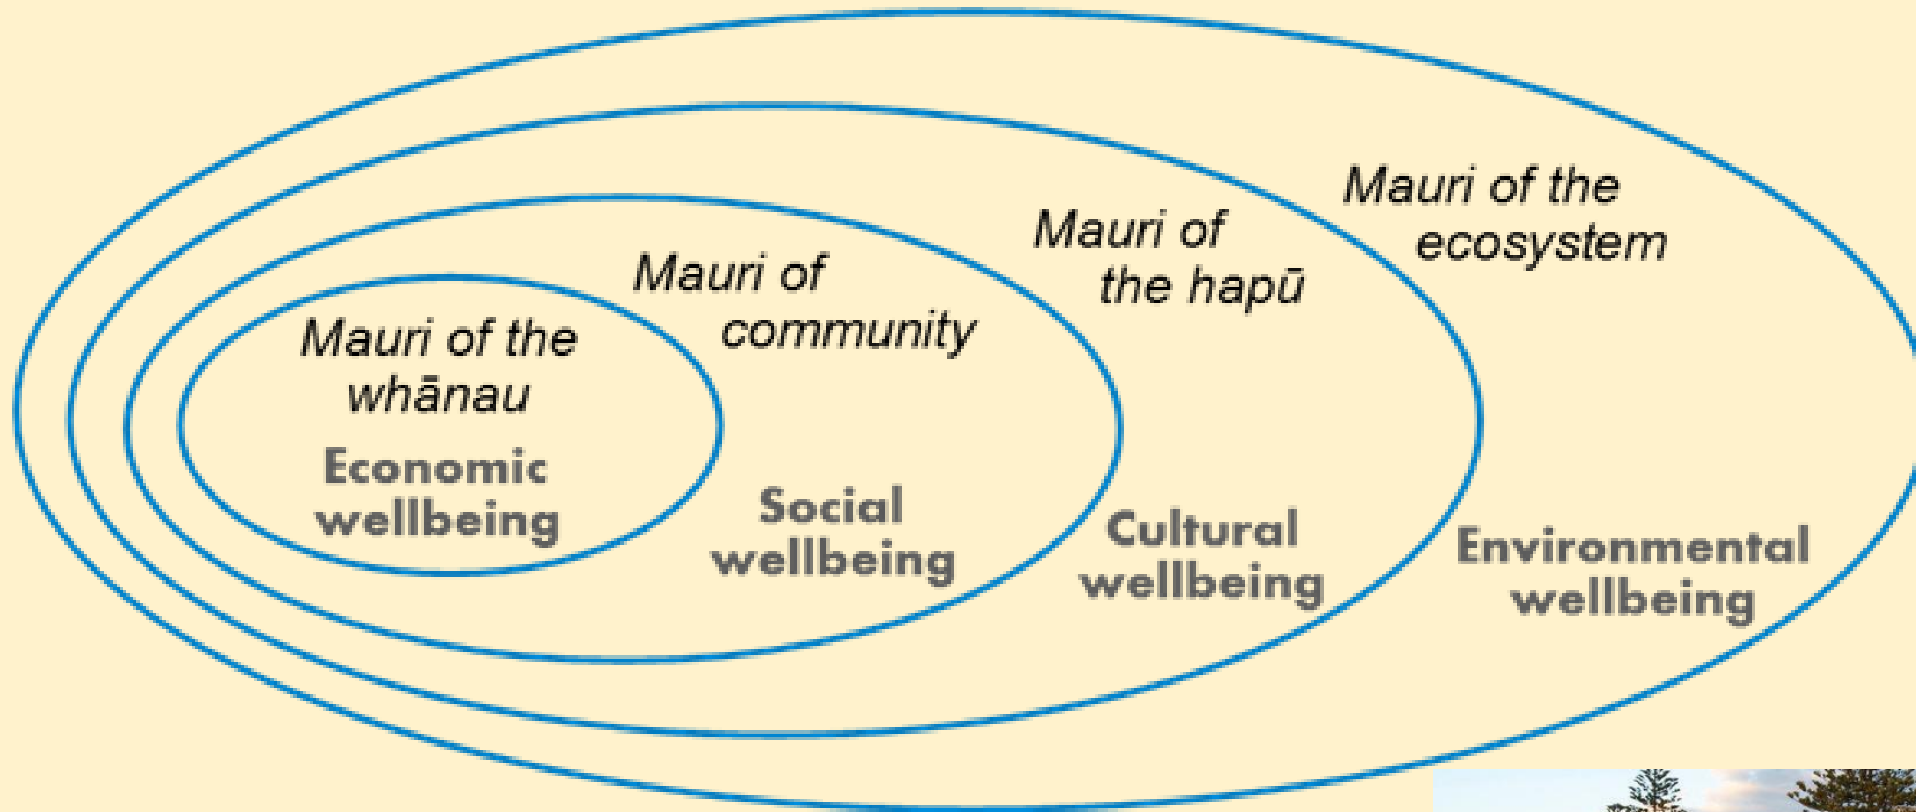 Mauri of the
whānau
Economic
wellbeing
Mauri of
community
Social
wellbeing
Mauri of
the hapū
Cultural
wellbeing
Mauri of the
ecosystem
Environmental
wellbeing